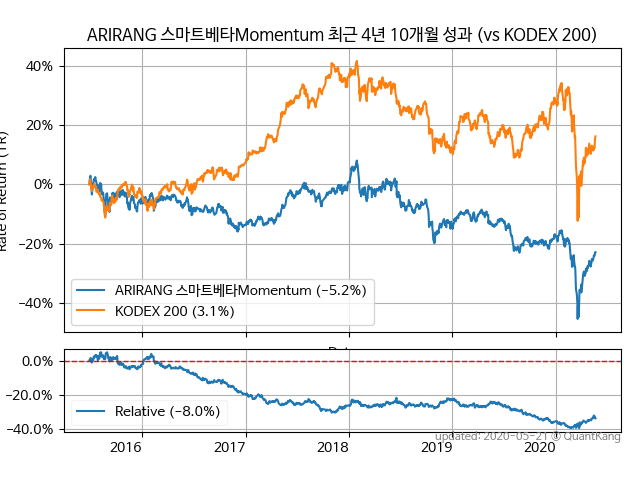 ARIRANG 스마트베타Momentum 최근 4년 10개월 성과 (vs KODEX 200)
40%
20%
0%
−20%
−40%
Rate of Return (TR)
ARIRANG 스마트베타Momentum (−5.2%)
KODEX 200 (3.1%)
0.0%
−20.0%
−40.0%
Relative (−8.0%)
2016
2017
2018
2019
2020
updated: 2020-05-21 © QuantKang